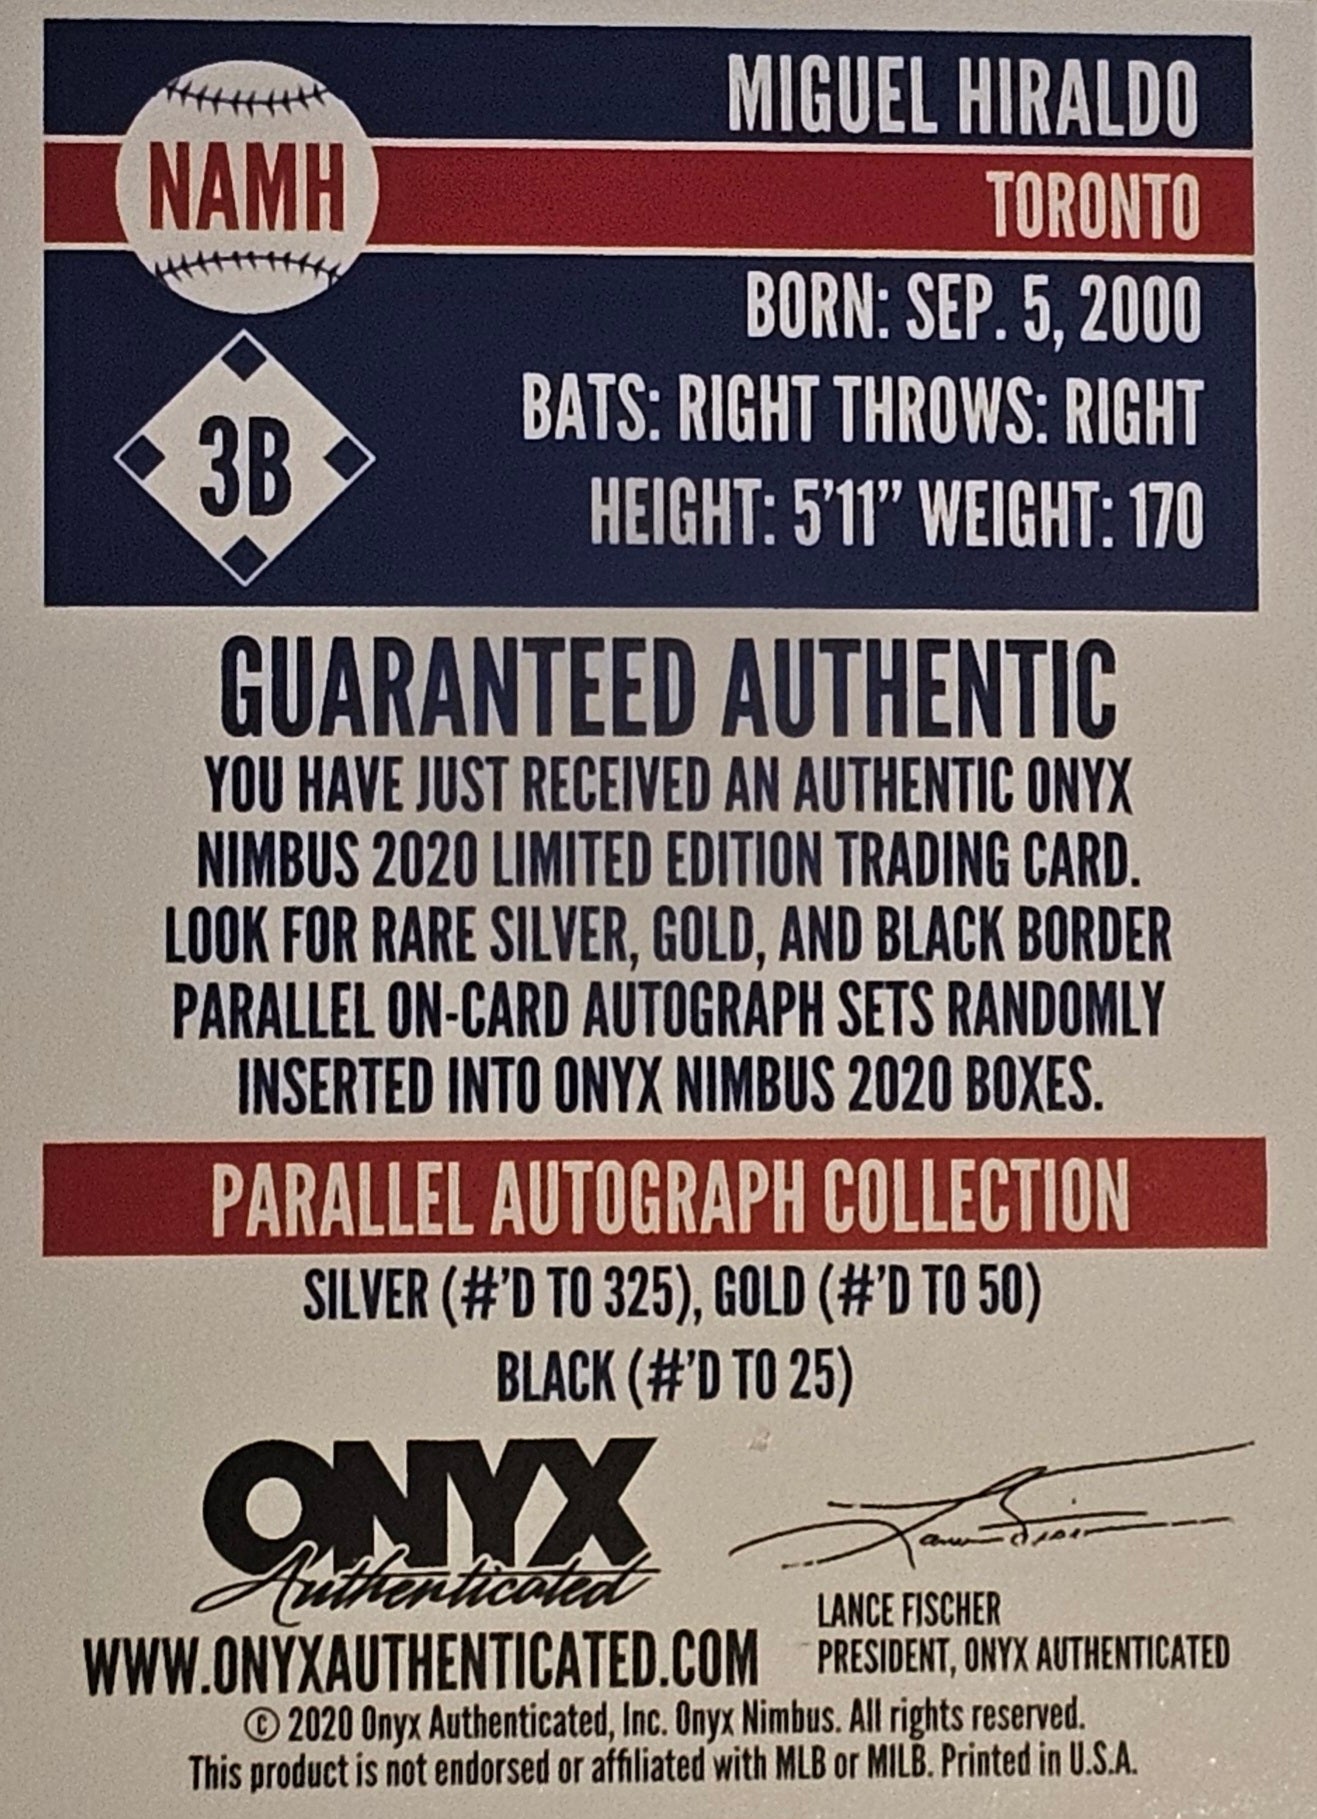 MIGUEL HIRALDO
NAMH
TORONTO
BORN: SEP. 5, 2000
3B
BATS: RIGHT THROWS: RIGHT
HEIGHT: 5'11" WEIGHT: 170
GUARANTEED AUTHENTIC
YOU HAVE JUST RECEIVED AN AUTHENTIC ONYX
NIMBUS 2020 LIMITED EDITION TRADING CARD.
LOOK FOR RARE SILVER, GOLD, AND BLACK BORDER
PARALLEL ON-CARD AUTOGRAPH SETS RANDOMLY
INSERTED INTO ONYX NIMBUS 2020 BOXES.
PARALLEL AUTOGRAPH COLLECTION
SILVER (#'D TO 325), GOLD (#'D TO 50)
BLACK (#'D TO 25)
ONYX
Authenticated
WWW.ONYXAUTHENTICATED.COM
LANCE FISCHER
PRESIDENT, ONYX AUTHENTICATED
© 2020 Onyx Authenticated, Inc. Onyx Nimbus. All rights reserved.
This product is not endorsed or affiliated with MLB or MILB. Printed in U.S.A.